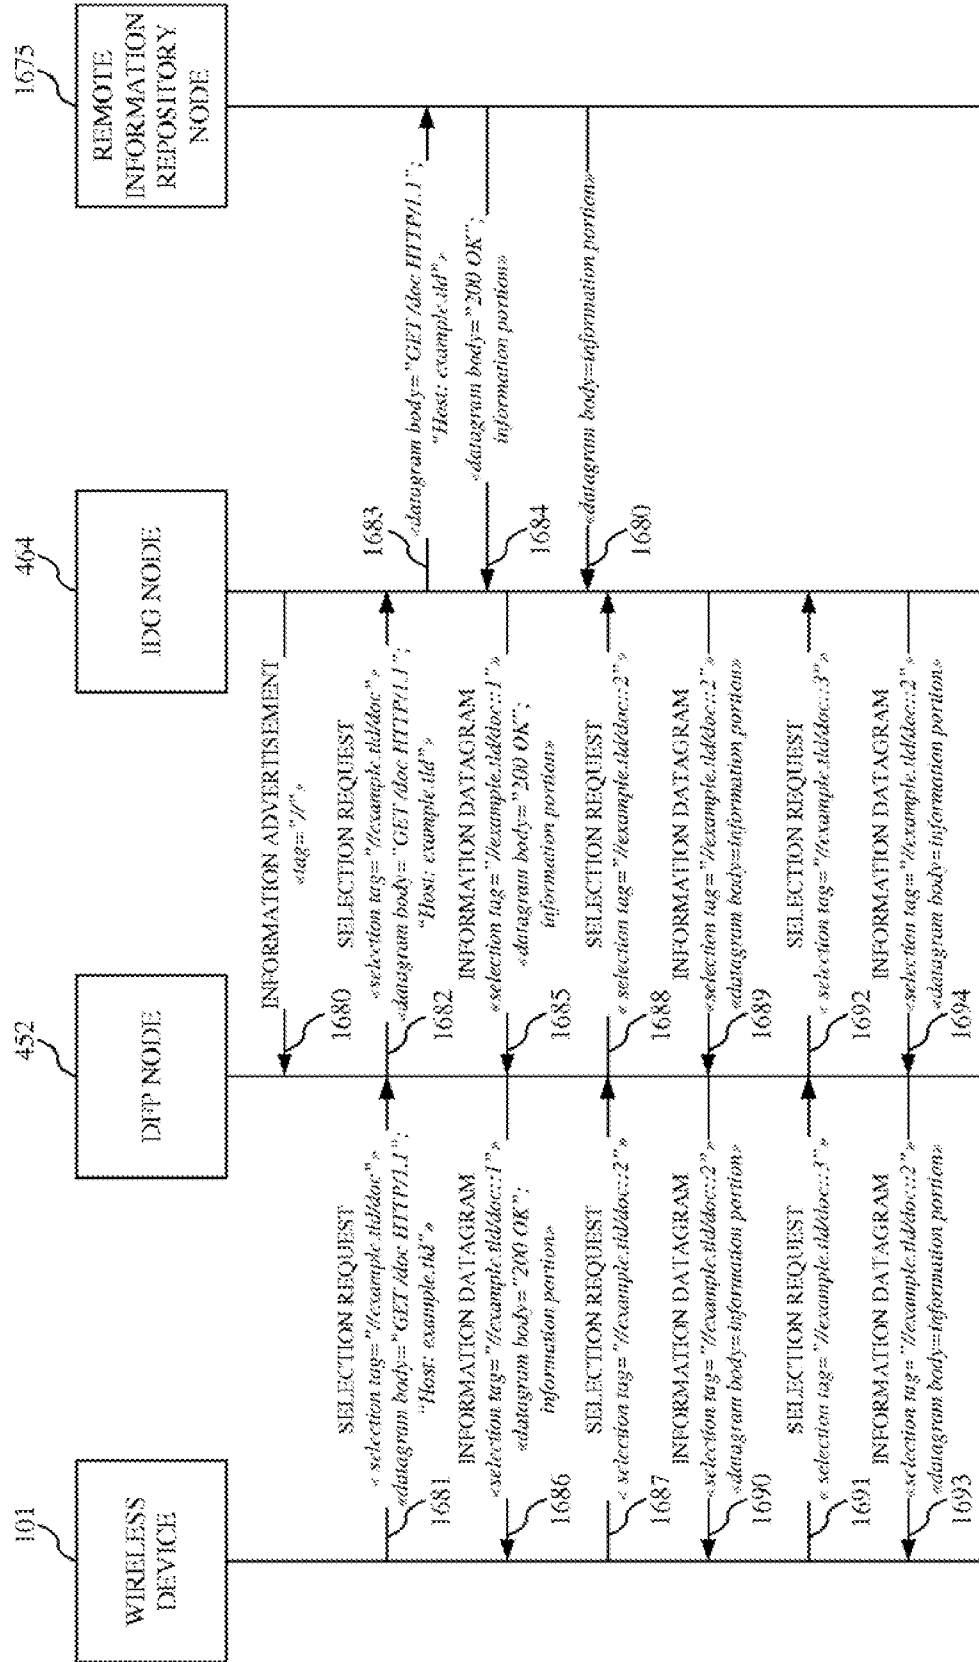 101
WIRELESS
DEVICE
452
DFP NODE
464
IDG NODE
1675
REMOTE
INFORMATION
REPOSITORY
NODE
INFORMATION ADVERTISEMENT
«tag="//"»
1680
SELECTION REQUEST
« selection tag="//example.tld/doc"»
«datagram body="GET /doc HTTP/1.1";
"Host: example.tld"»
1681
SELECTION REQUEST
«selection tag="//example.tld/doc"»
«datagram body="GET /doc HTTP/1.1";
"Host: example.tld"»
1682
«datagram body="GET /doc HTTP/1.1";
"Host: example.tld"»
1683
«datagram body="200 OK";
information portion»
1684
INFORMATION DATAGRAM
«selection tag="//example.tld/doc::1"»
«datagram body="200 OK";
information portion»
1685
INFORMATION DATAGRAM
«selection tag="//example.tld/doc::1"»
«datagram body="200 OK";
information portion»
1686
«datagram body=information portion»
1680
SELECTION REQUEST
« selection tag="//example.tld/doc::2"»
1687
SELECTION REQUEST
« selection tag="//example.tld/doc::2"»
1688
INFORMATION DATAGRAM
«selection tag="//example.tld/doc::2"»
«datagram body=information portion»
1689
INFORMATION DATAGRAM
«selection tag="//example.tld/doc::2"»
«datagram body=information portion»
1690
SELECTION REQUEST
« selection tag="//example.tld/doc::3"»
1691
SELECTION REQUEST
« selection tag="//example.tld/doc::3"»
1692
INFORMATION DATAGRAM
«selection tag="//example.tld/doc::2"»
«datagram body=information portion»
1693
INFORMATION DATAGRAM
«selection tag="//example.tld/doc::2"»
«datagram body=information portion»
1694